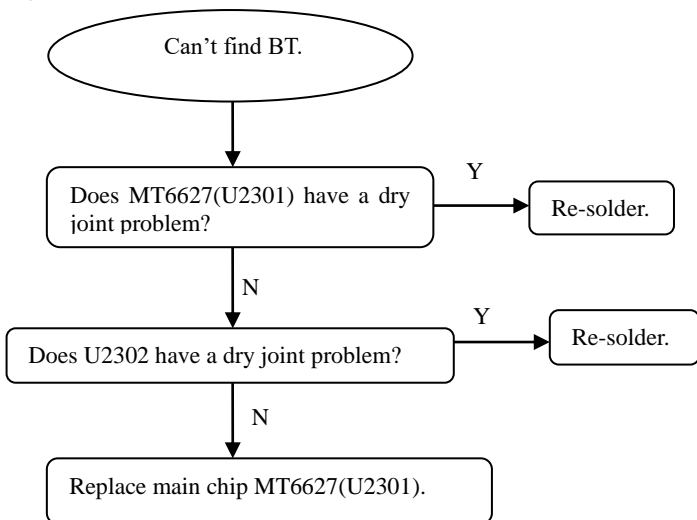 Can’t find BT.
Does MT6627(U2301) have a dry
joint problem?
Y
Re-solder.
N
Does U2302 have a dry joint problem?
Y
Re-solder.
N
Replace main chip MT6627(U2301).